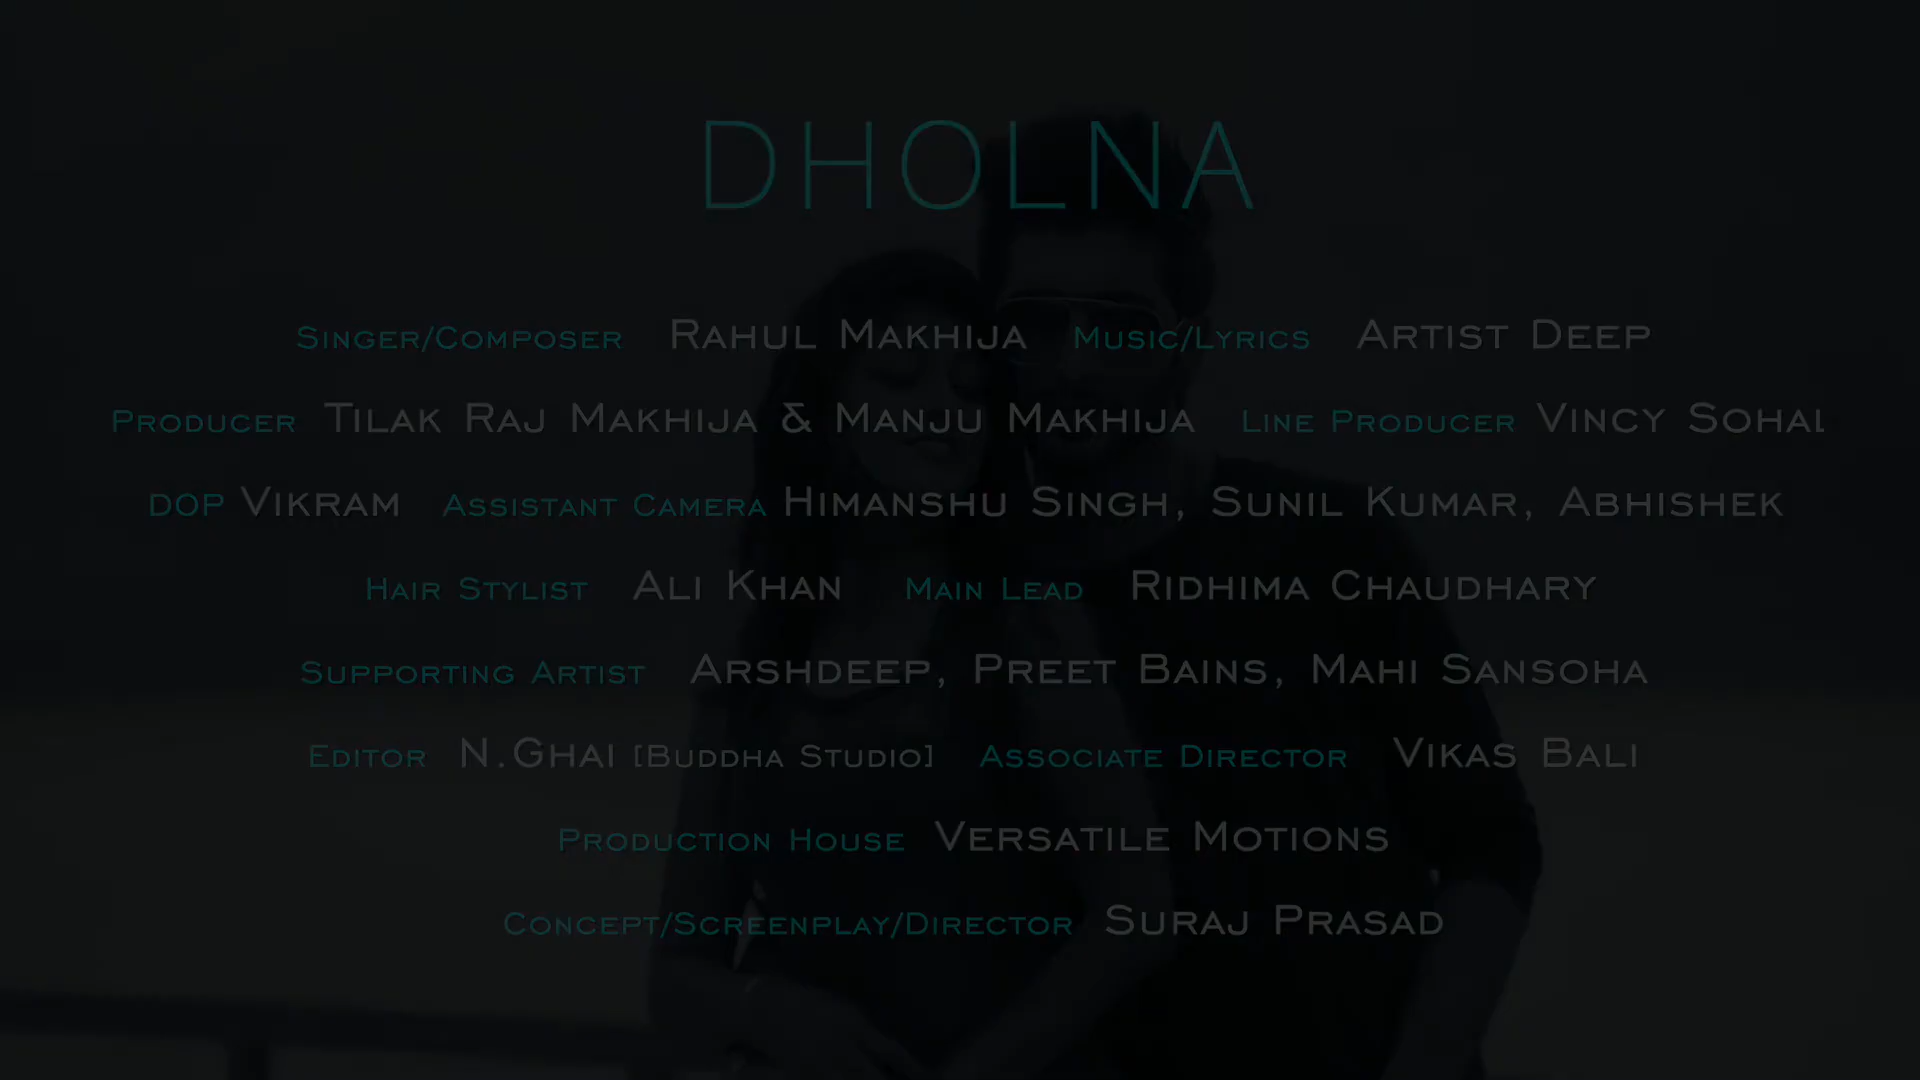 DHOLNA
Singer/Composer Rahul Makhija Music/Lyrics Artist Deep
Producer Tilak Raj Makhija & Manju Makhija Line Producer Vincy Sohal
DOP Vikram Assistant Camera Himanshu Singh, Sunil Kumar, Abhishek
Hair Stylist Ali Khan Main Lead Ridhima Chaudhary
Supporting Artist Arshdeep, Preet Bains, Mahi Sansoha
Editor N.Ghai [Buddha Studio] Associate Director Vikas Bali
Production House Versatile Motions
Concept/Screenplay/Director Suraj Prasad